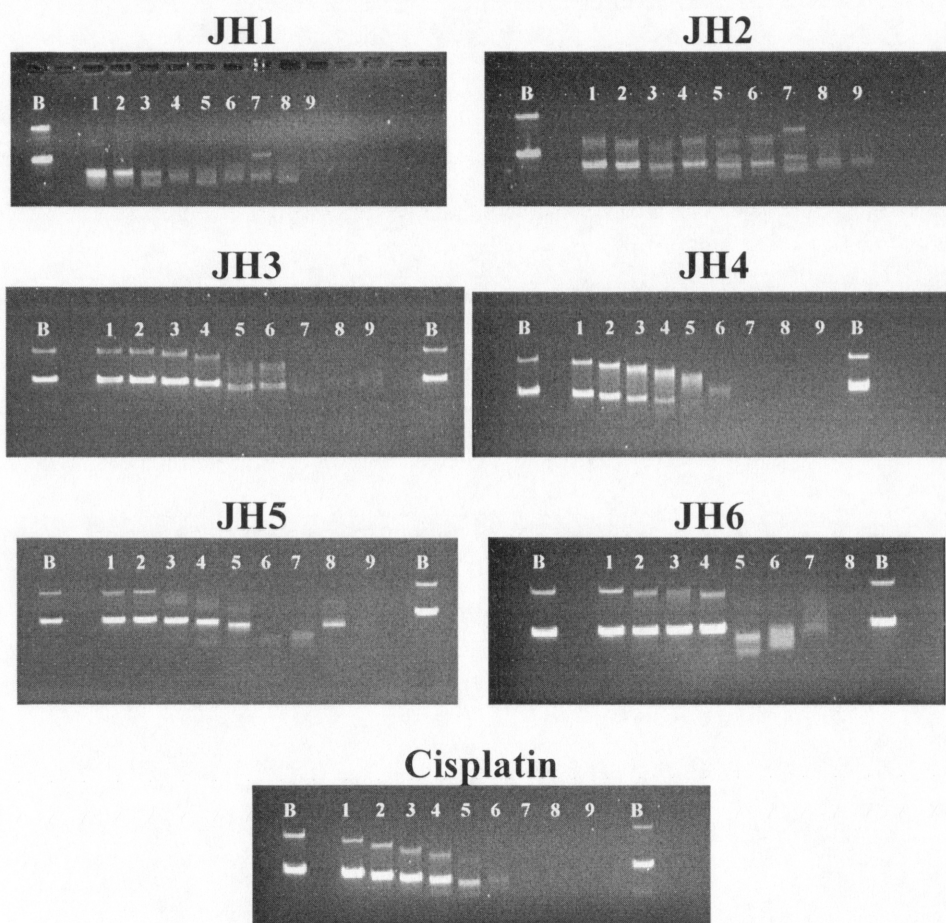 JH1
B 1 2 3 4 5 6 7 8 9
JH2
B 1 2 3 4 5 6 7 8 9
JH3
B 1 2 3 4 5 6 7 8 9 B
JH4
B 1 2 3 4 5 6 7 8 9 B
JH5
B 1 2 3 4 5 6 7 8 9 B
JH6
B 1 2 3 4 5 6 7 8 B
Cisplatin
B 1 2 3 4 5 6 7 8 9 B